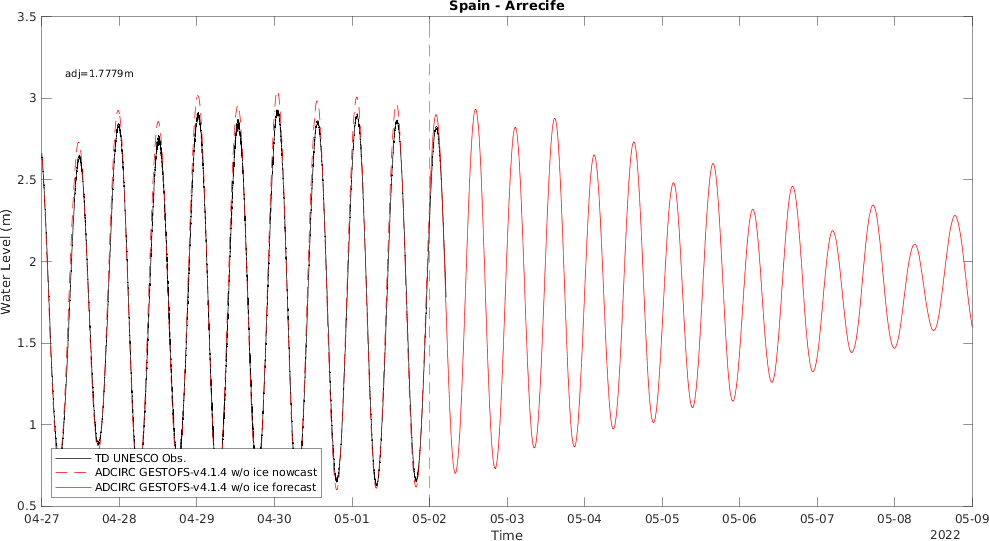 Spain - Arrecife
3.5
adj=1.7779m
3
2.5
2
1.5
1
0.5
Water Level (m)
TD UNESCO Obs.
ADCIRC GESTOFS-v4.1.4 w/o ice nowcast
ADCIRC GESTOFS-v4.1.4 w/o ice forecast
04-27 04-28 04-29 04-30 05-01 05-02 05-03 05-04 05-05 05-06 05-07 05-08 05-09
Time
2022